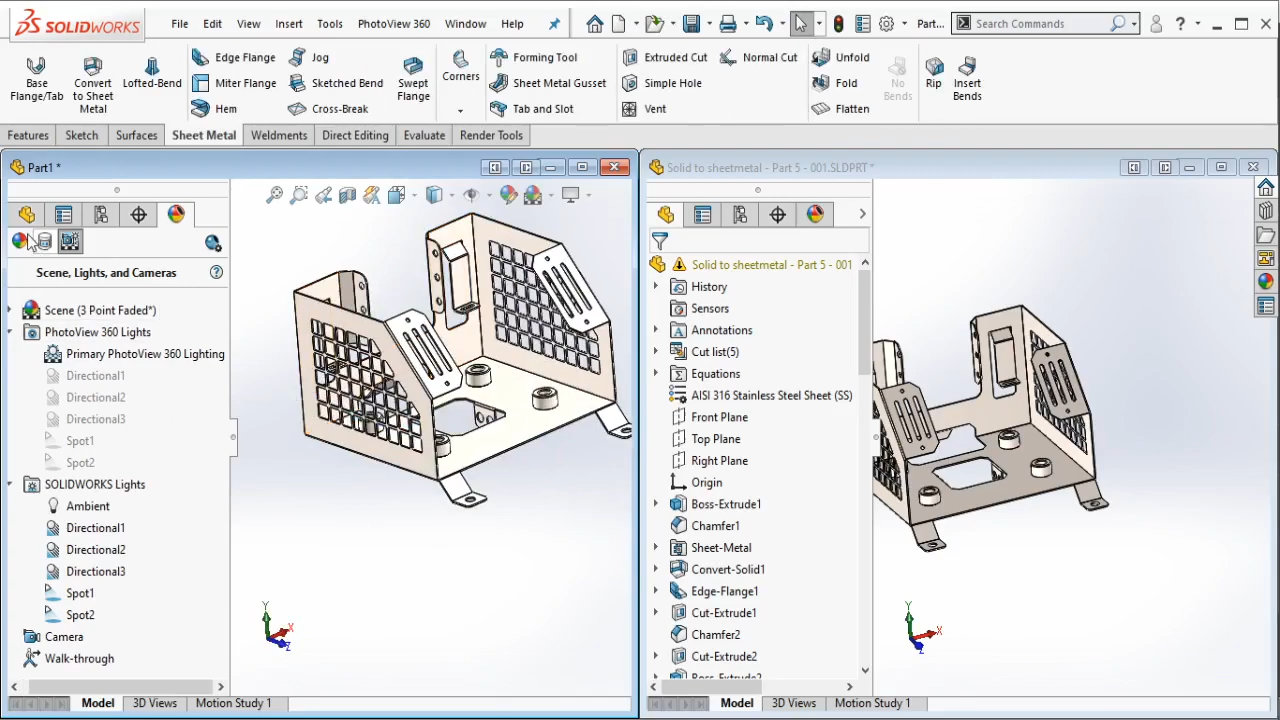 SOLIDWORKS File Edit View Insert Tools PhotoView 360 Window Help Part... Search Commands
Base Flange/Tab Convert to Sheet Metal Lofted-Bend Edge Flange Miter Flange Hem Jog Sketched Bend Cross-Break Swept Flange Corners Forming Tool Sheet Metal Gusset Tab and Slot Extruded Cut Simple Hole Vent Normal Cut Unfold Fold Flatten No Bends Rip Insert Bends
Features Sketch Surfaces Sheet Metal Weldments Direct Editing Evaluate Render Tools
Part1 *
Scene, Lights, and Cameras
Scene (3 Point Faded*)
PhotoView 360 Lights
Primary PhotoView 360 Lighting
Directional1
Directional2
Directional3
Spot1
Spot2
SOLIDWORKS Lights
Ambient
Directional1
Directional2
Directional3
Spot1
Spot2
Camera
Walk-through
Y X Z
Model 3D Views Motion Study 1
Solid to sheetmetal - Part 5 - 001.SLDPRT *
Solid to sheetmetal - Part 5 - 001
History
Sensors
Annotations
Cut list(5)
Equations
AISI 316 Stainless Steel Sheet (SS)
Front Plane
Top Plane
Right Plane
Origin
Boss-Extrude1
Chamfer1
Sheet-Metal
Convert-Solid1
Edge-Flange1
Cut-Extrude1
Chamfer2
Cut-Extrude2
Boss-Extrude2
Y X Z
Model 3D Views Motion Study 1